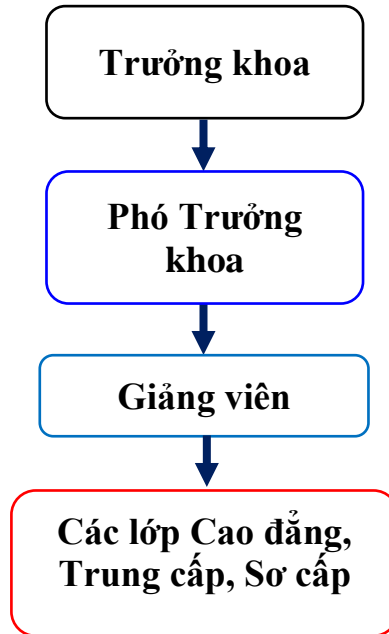 Trưởng khoa
Phó Trưởng
khoa
Giảng viên
Các lớp Cao đẳng,
Trung cấp, Sơ cấp